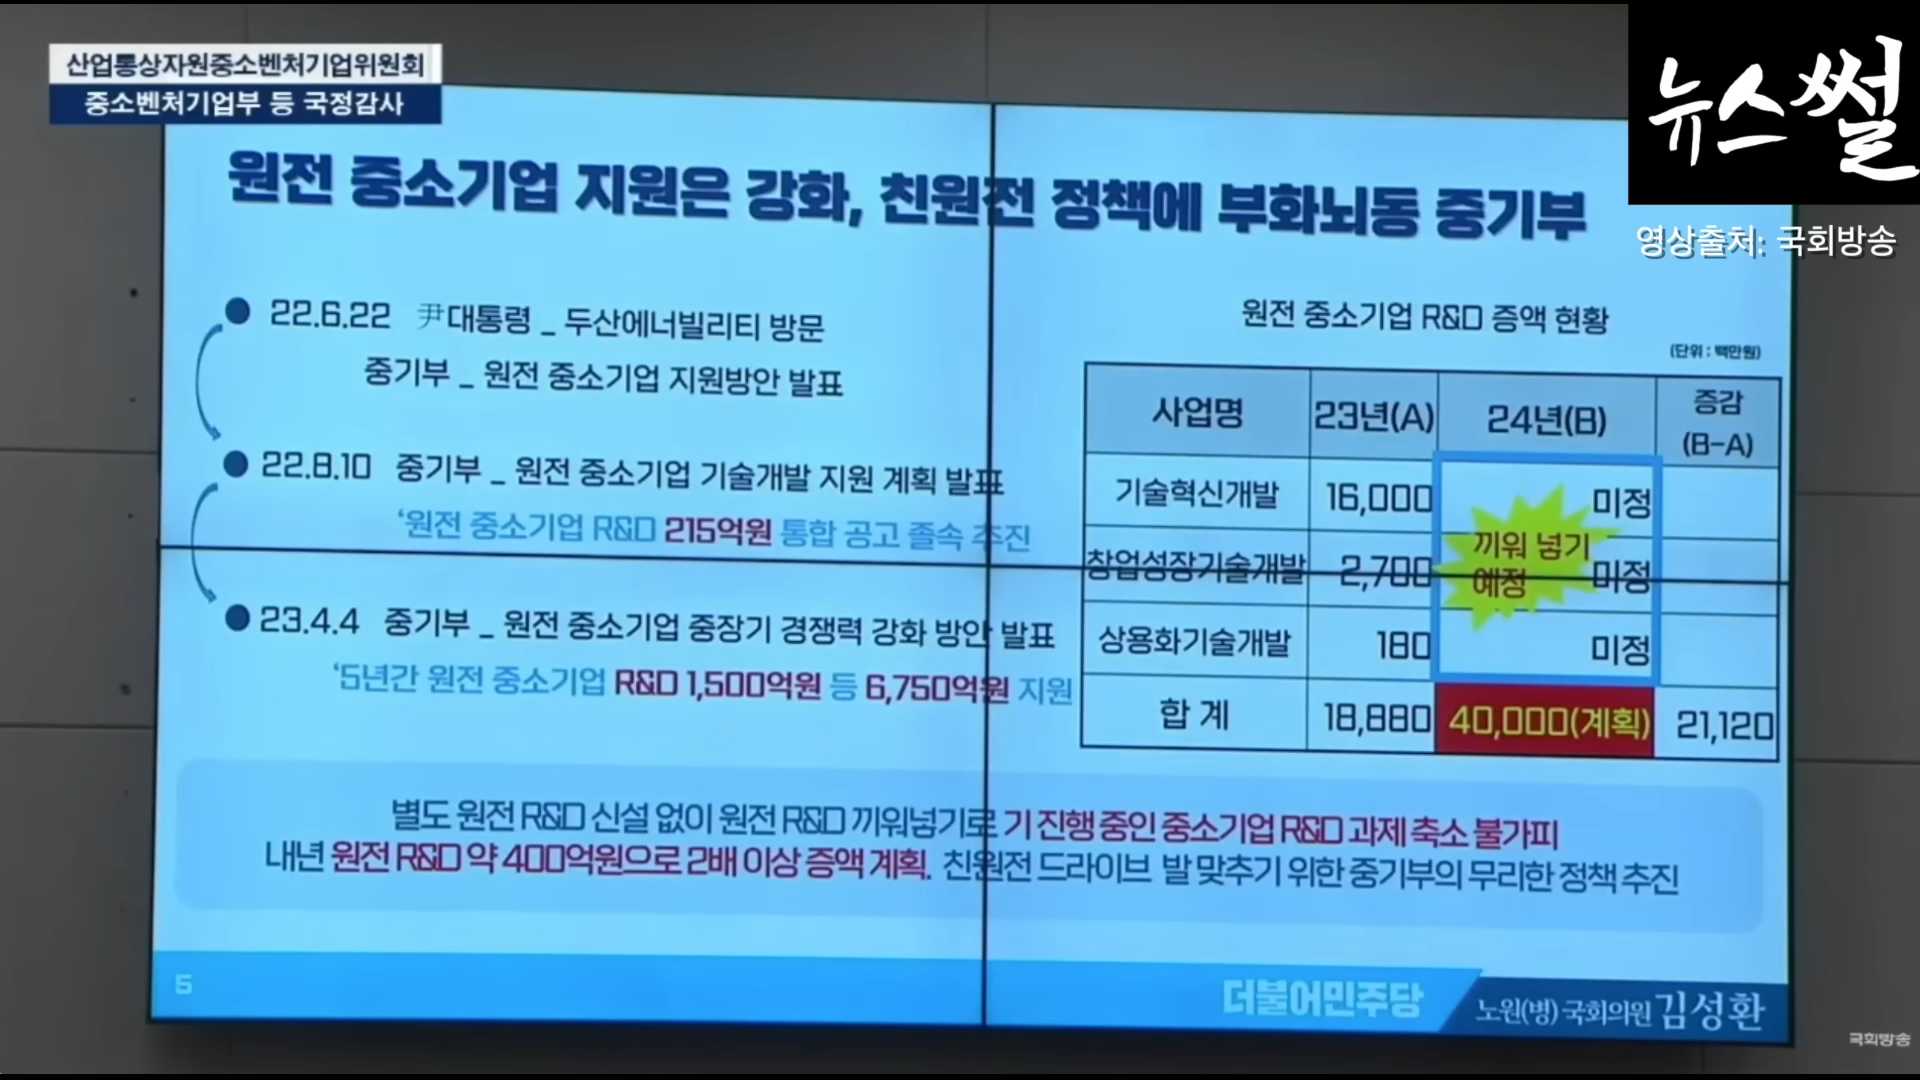 산업통상자원중소벤처기업위원회
중소벤처기업부 등 국정감사
뉴스썰
영상출처: 국회방송
원전 중소기업 지원은 강화, 친원전 정책에 부화뇌동 중기부
22.6.22 尹대통령 _ 두산에너빌리티 방문
중기부 _ 원전 중소기업 지원방안 발표
22.8.10 중기부 _ 원전 중소기업 기술개발 지원 계획 발표
'원전 중소기업 R&D 215억원 통합 공고 졸속 추진
23.4.4 중기부 _ 원전 중소기업 중장기 경쟁력 강화 방안 발표
'5년간 원전 중소기업 R&D 1,500억원 등 6,750억원 지원
원전 중소기업 R&D 증액 현황
(단위 : 백만원)
사업명 23년(A) 24년(B) 증감 (B-A)
기술혁신개발 16,000 미정
창업성장기술개발 2,700 미정
끼워 넣기
예정
상용화기술개발 180 미정
합 계 18,880 40,000(계획) 21,120
별도 원전 R&D 신설 없이 원전 R&D 끼워넣기로 기 진행 중인 중소기업 R&D 과제 축소 불가피
내년 원전 R&D 약 400억원으로 2배 이상 증액 계획. 친원전 드라이브 발 맞추기 위한 중기부의 무리한 정책 추진
5
더불어민주당
노원(병) 국회의원 김성환
국회방송